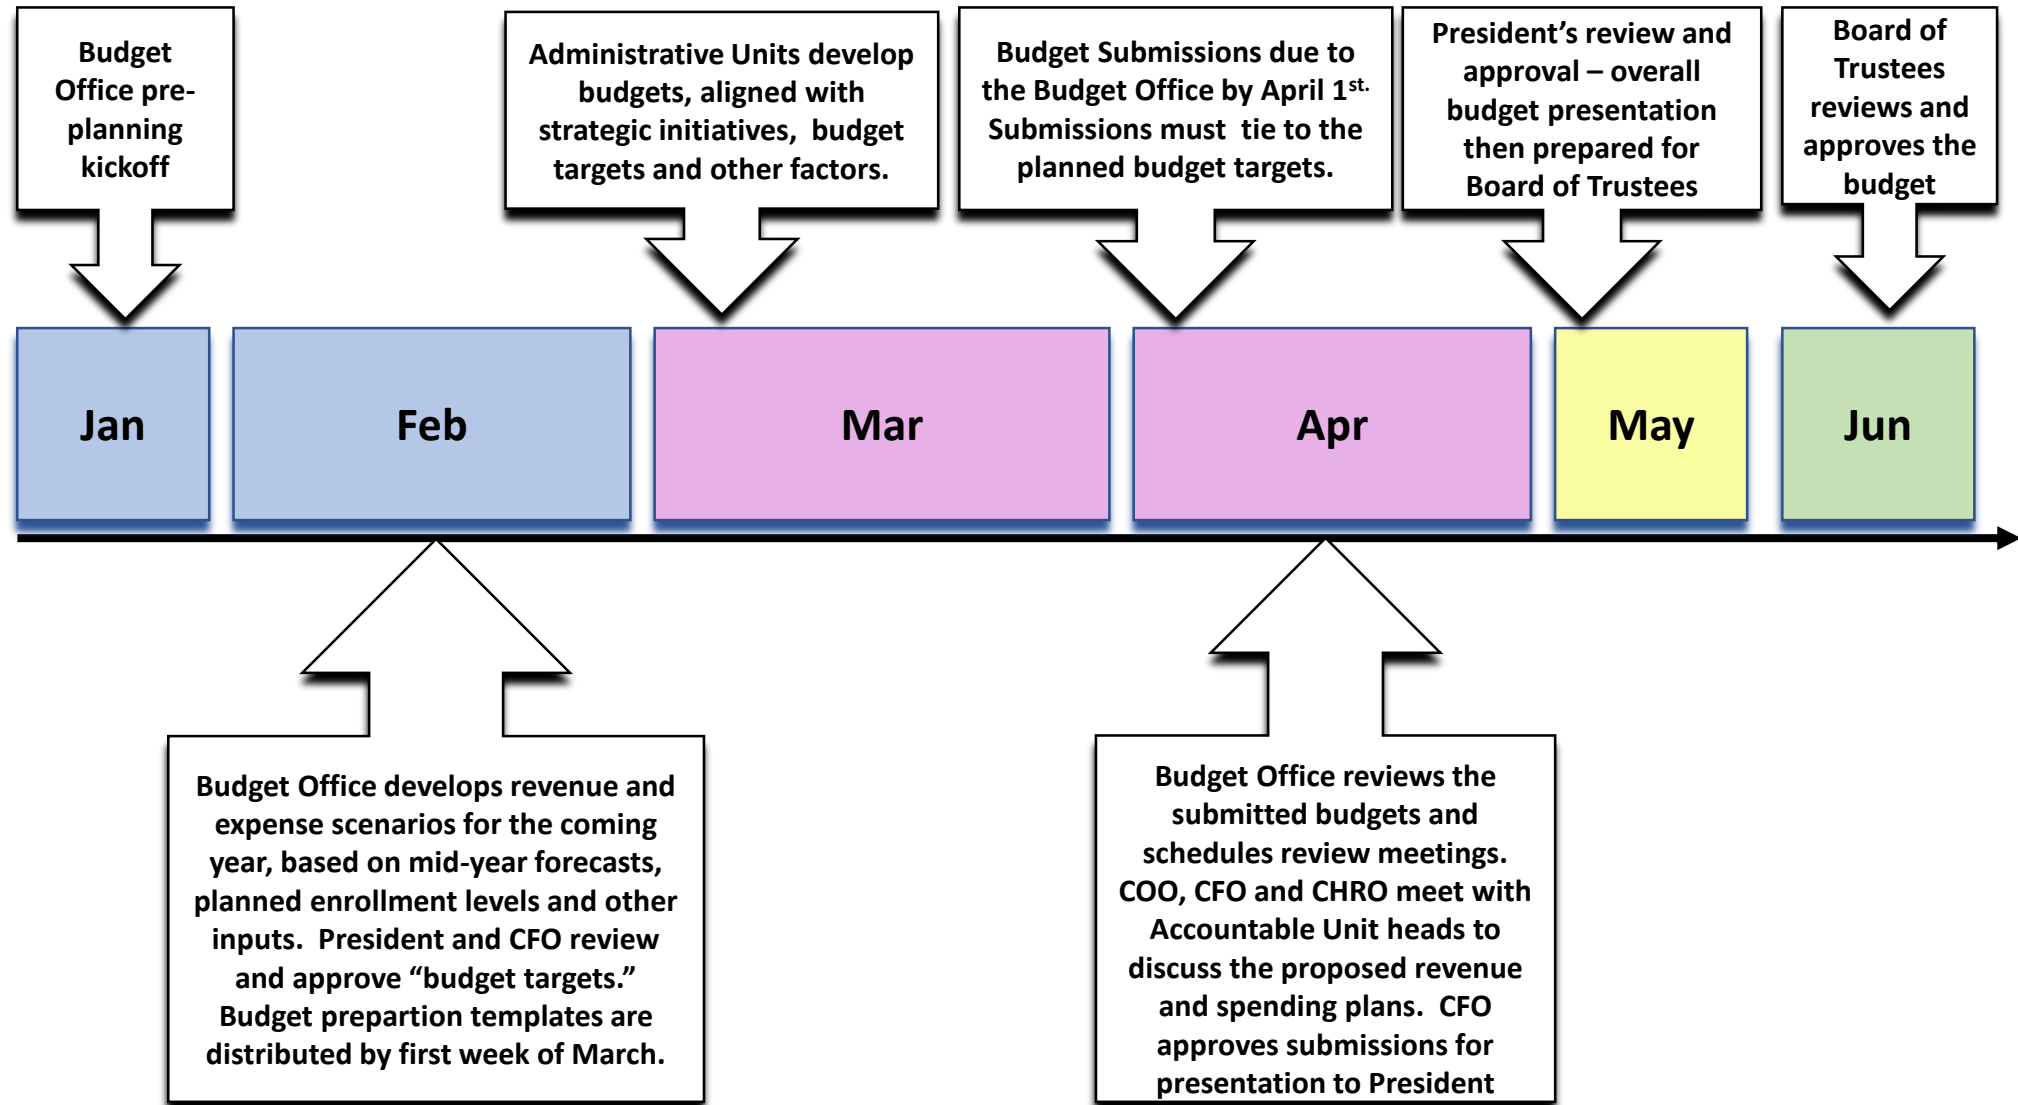 Budget
Office pre-
planning
kickoff
Administrative Units develop
budgets, aligned with
strategic initiatives,  budget
targets and other factors.
Budget Submissions due to
the Budget Office by April 1st.
Submissions must  tie to the
planned budget targets.
President’s review and
approval – overall
budget presentation
then prepared for
Board of Trustees
Board of
Trustees
reviews and
approves the
budget
Jan
Feb
Mar
Apr
May
Jun
Budget Office develops revenue and
expense scenarios for the coming
year, based on mid-year forecasts,
planned enrollment levels and other
inputs.  President and CFO review
and approve “budget targets.”
Budget prepartion templates are
distributed by first week of March.
Budget Office reviews the
submitted budgets and
schedules review meetings.
COO, CFO and CHRO meet with
Accountable Unit heads to
discuss the proposed revenue
and spending plans.  CFO
approves submissions for
presentation to President